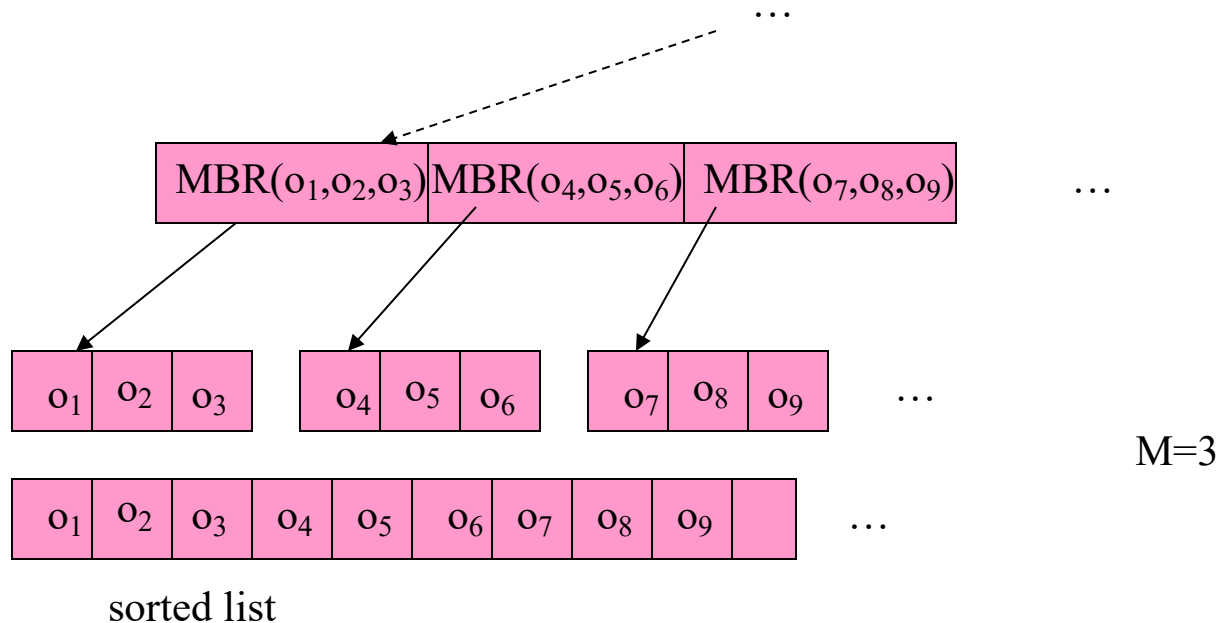 …
MBR(o₁,o₂,o₃) MBR(o₄,o₅,o₆) MBR(o₇,o₈,o₉) …
o₁ o₂ o₃ o₄ o₅ o₆ o₇ o₈ o₉ …
M=3
o₁ o₂ o₃ o₄ o₅ o₆ o₇ o₈ o₉ …
sorted list